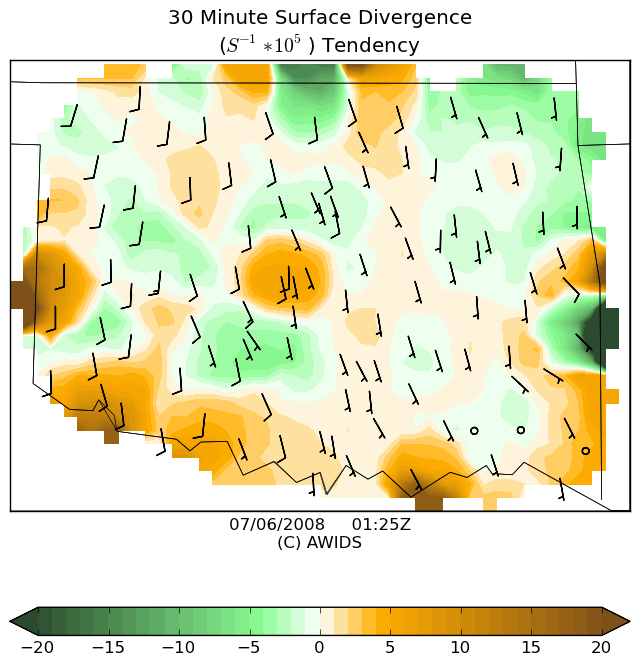 30 Minute Surface Divergence
(S⁻¹ *10⁵ ) Tendency
07/06/2008 01:25Z
(C) AWIDS
−20 −15 −10 −5 0 5 10 15 20